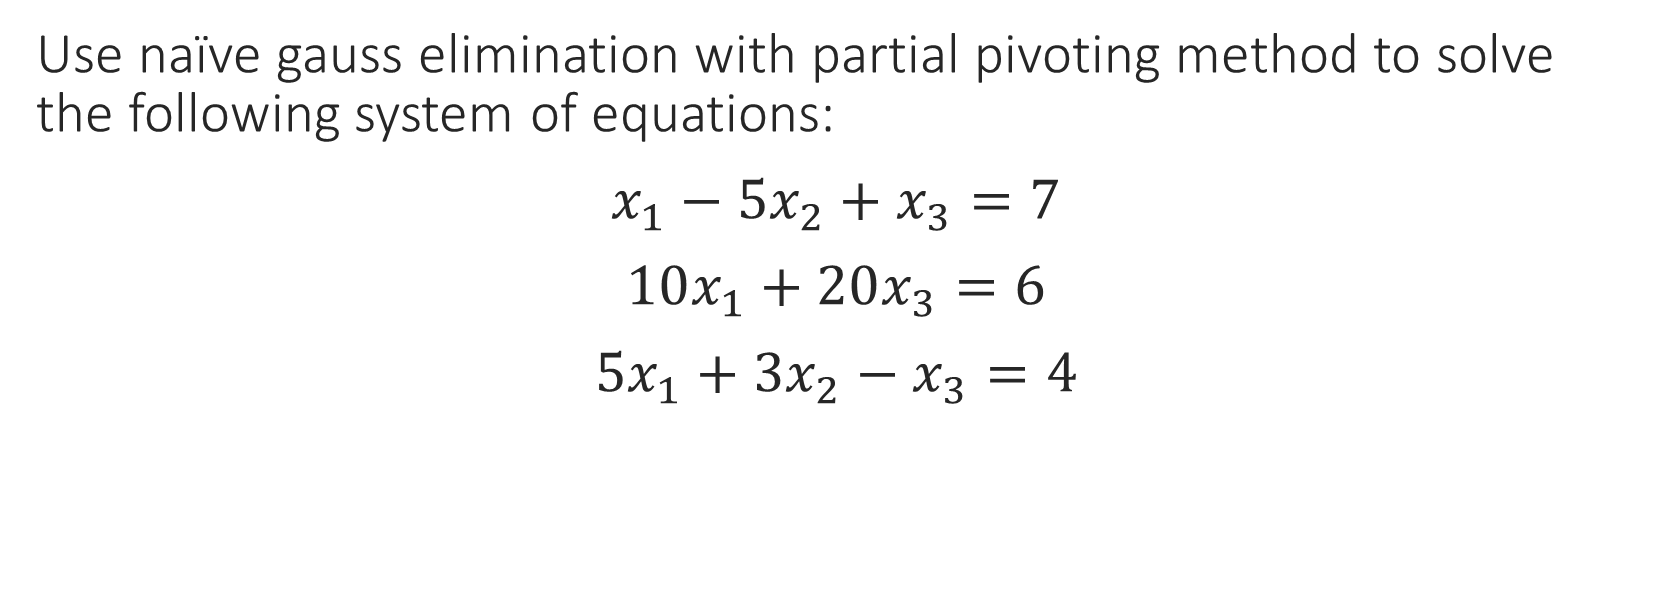 Use naïve gauss elimination with partial pivoting method to solve
the following system of equations:
x₁ − 5x₂ + x₃ = 7
10x₁ + 20x₃ = 6
5x₁ + 3x₂ − x₃ = 4